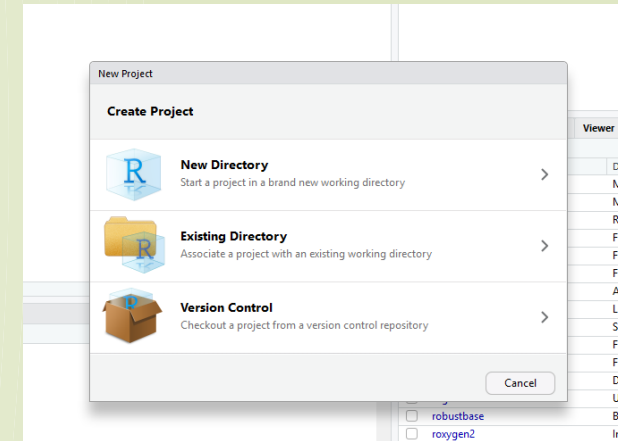 New Project
Create Project
New Directory
Start a project in a brand new working directory
Existing Directory
Associate a project with an existing working directory
Version Control
Checkout a project from a version control repository
Cancel
Viewer
robustbase
roxygen2